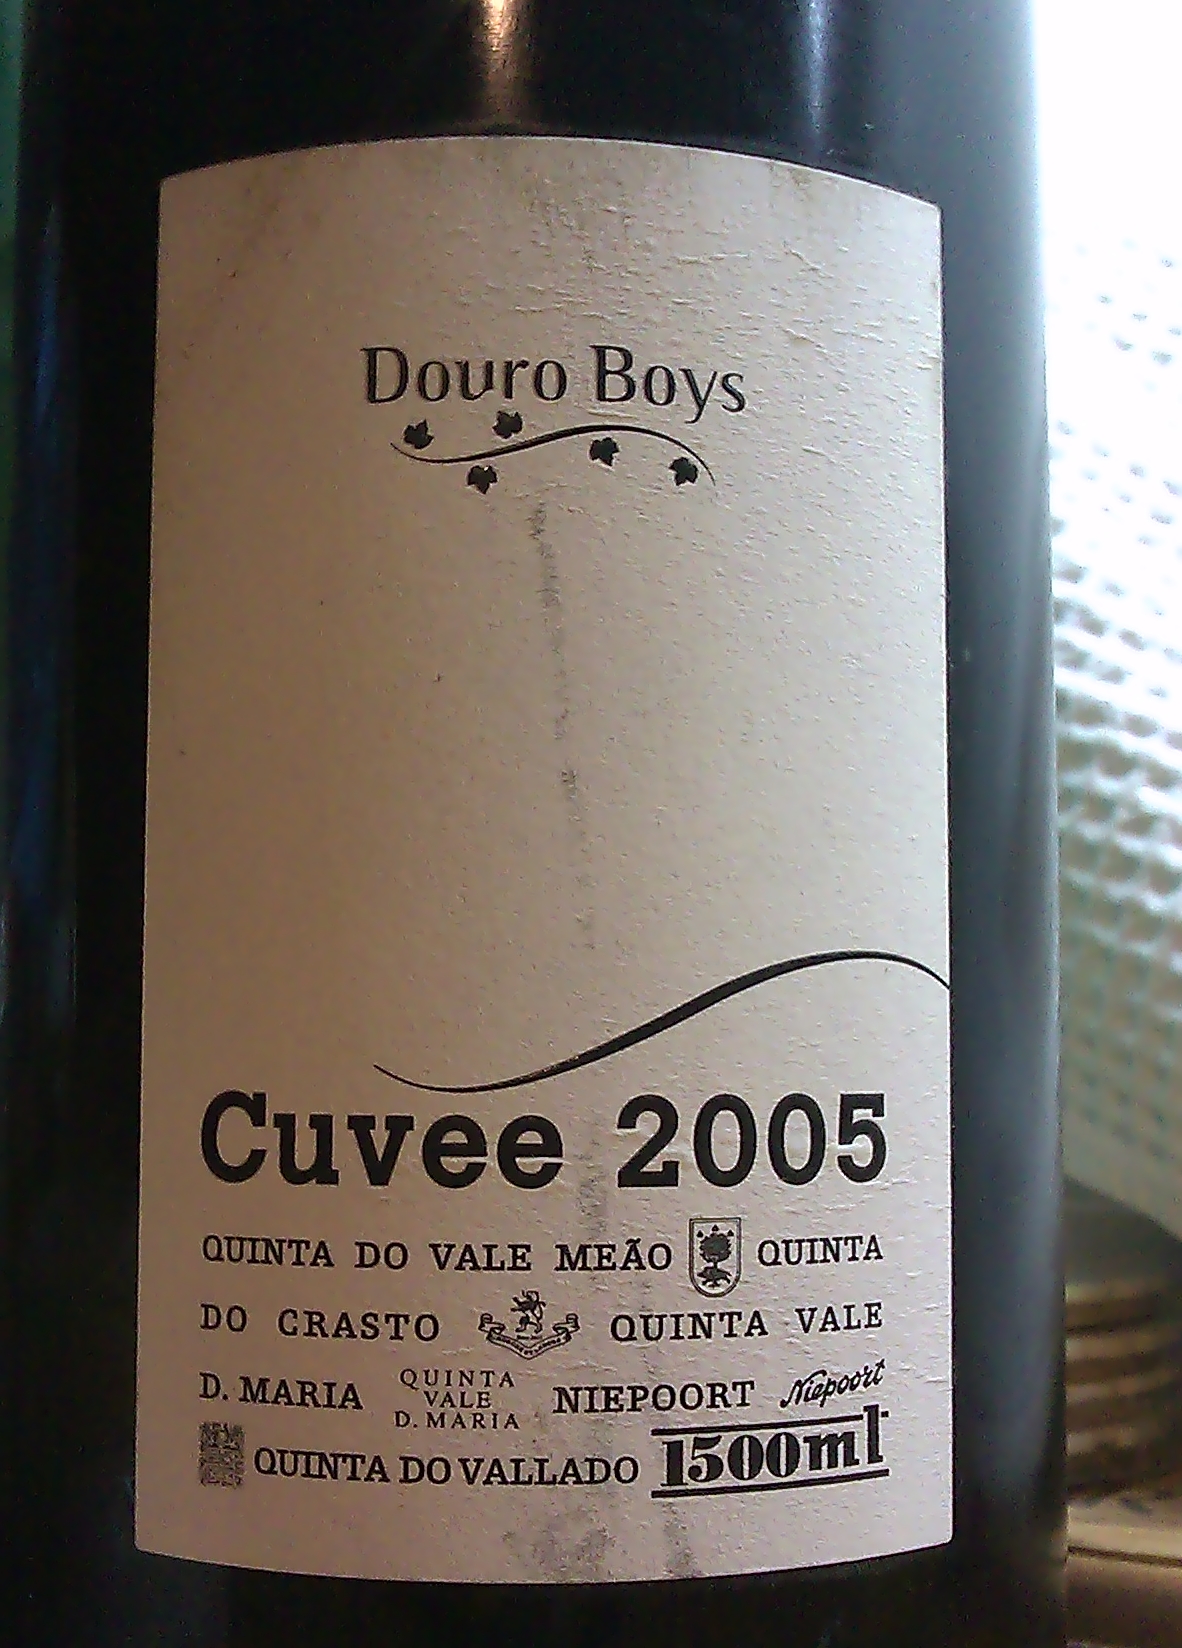 Douro Boys
Cuvee 2005
QUINTA DO VALE MEÃO QUINTA
DO CRASTO QUINTA VALE
D. MARIA QUINTA VALE D. MARIA NIEPOORT Niepoort
QUINTA DO VALLADO 1500ml